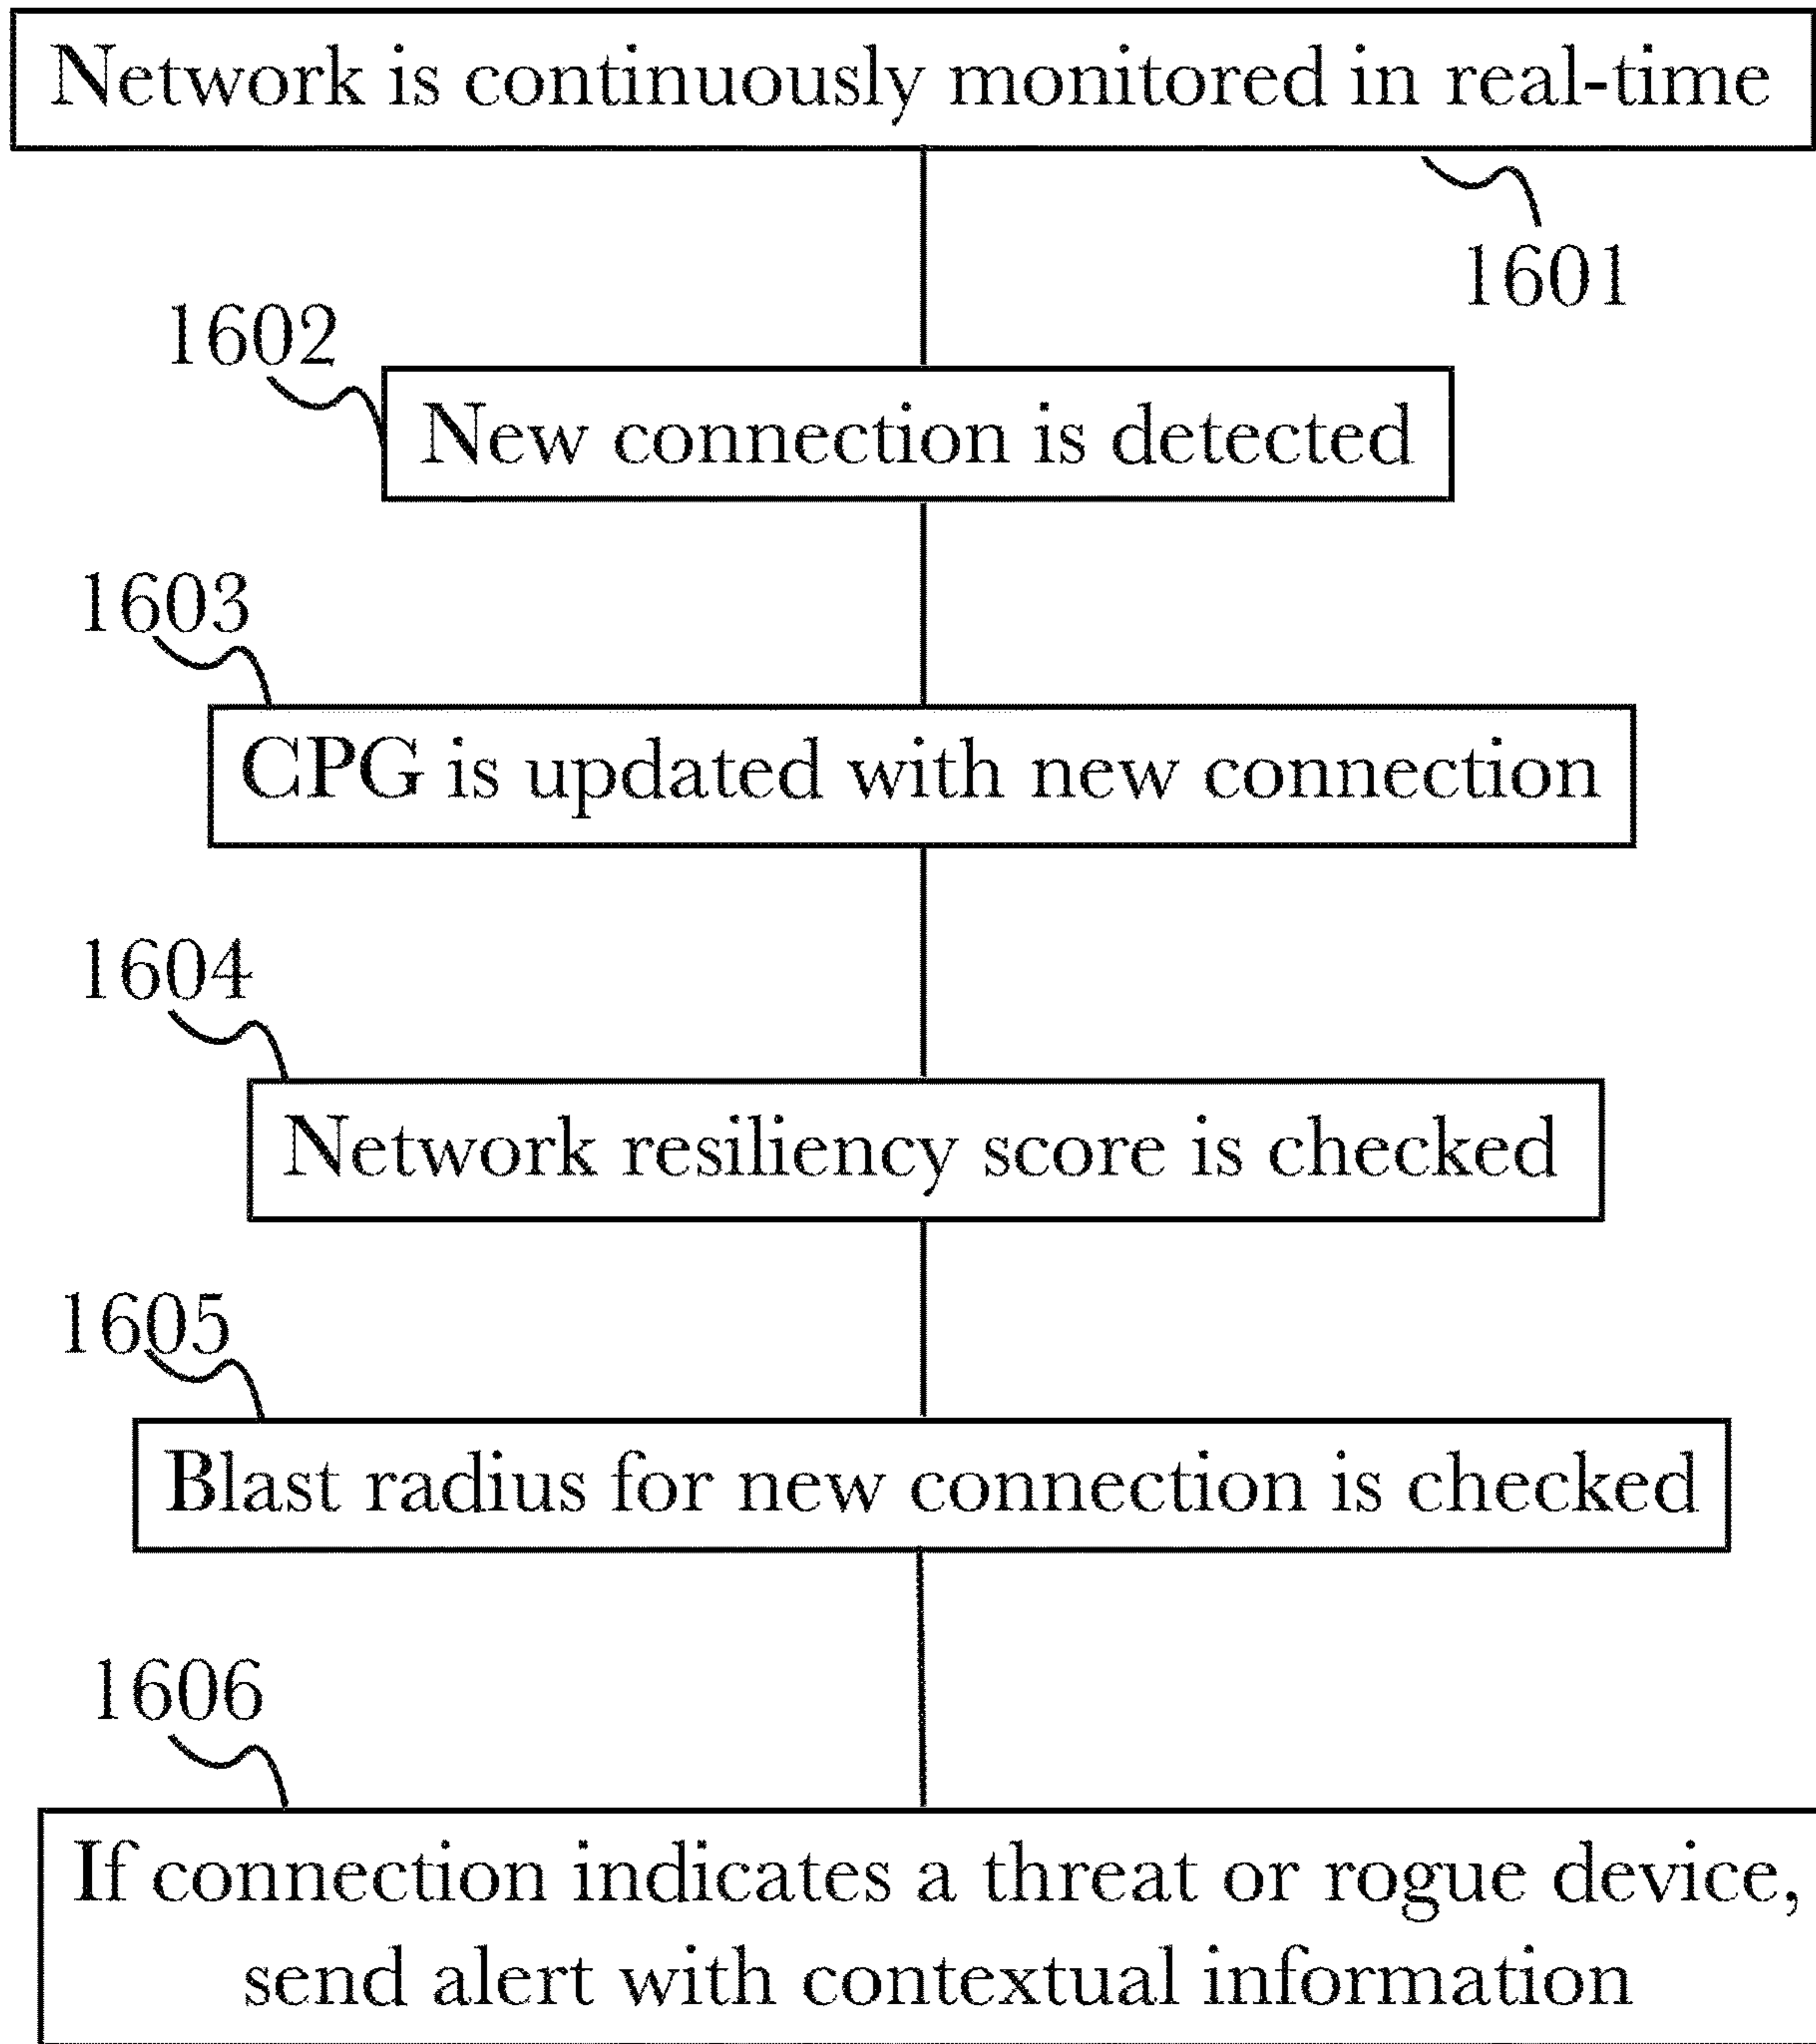 Network is continuously monitored in real-time
1601
1602
New connection is detected
1603
CPG is updated with new connection
1604
Network resiliency score is checked
1605
Blast radius for new connection is checked
1606
If connection indicates a threat or rogue device,
send alert with contextual information